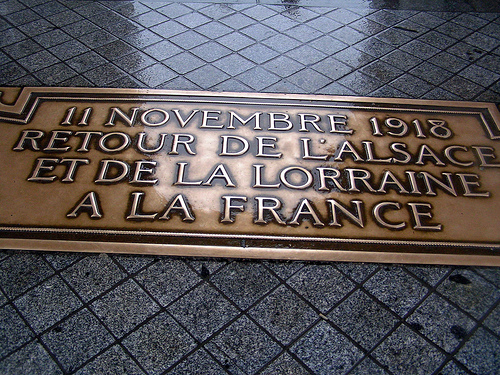 11 NOVEMBRE 1918
RETOUR DE L'ALSACE
ET DE LA LORRAINE
A LA FRANCE